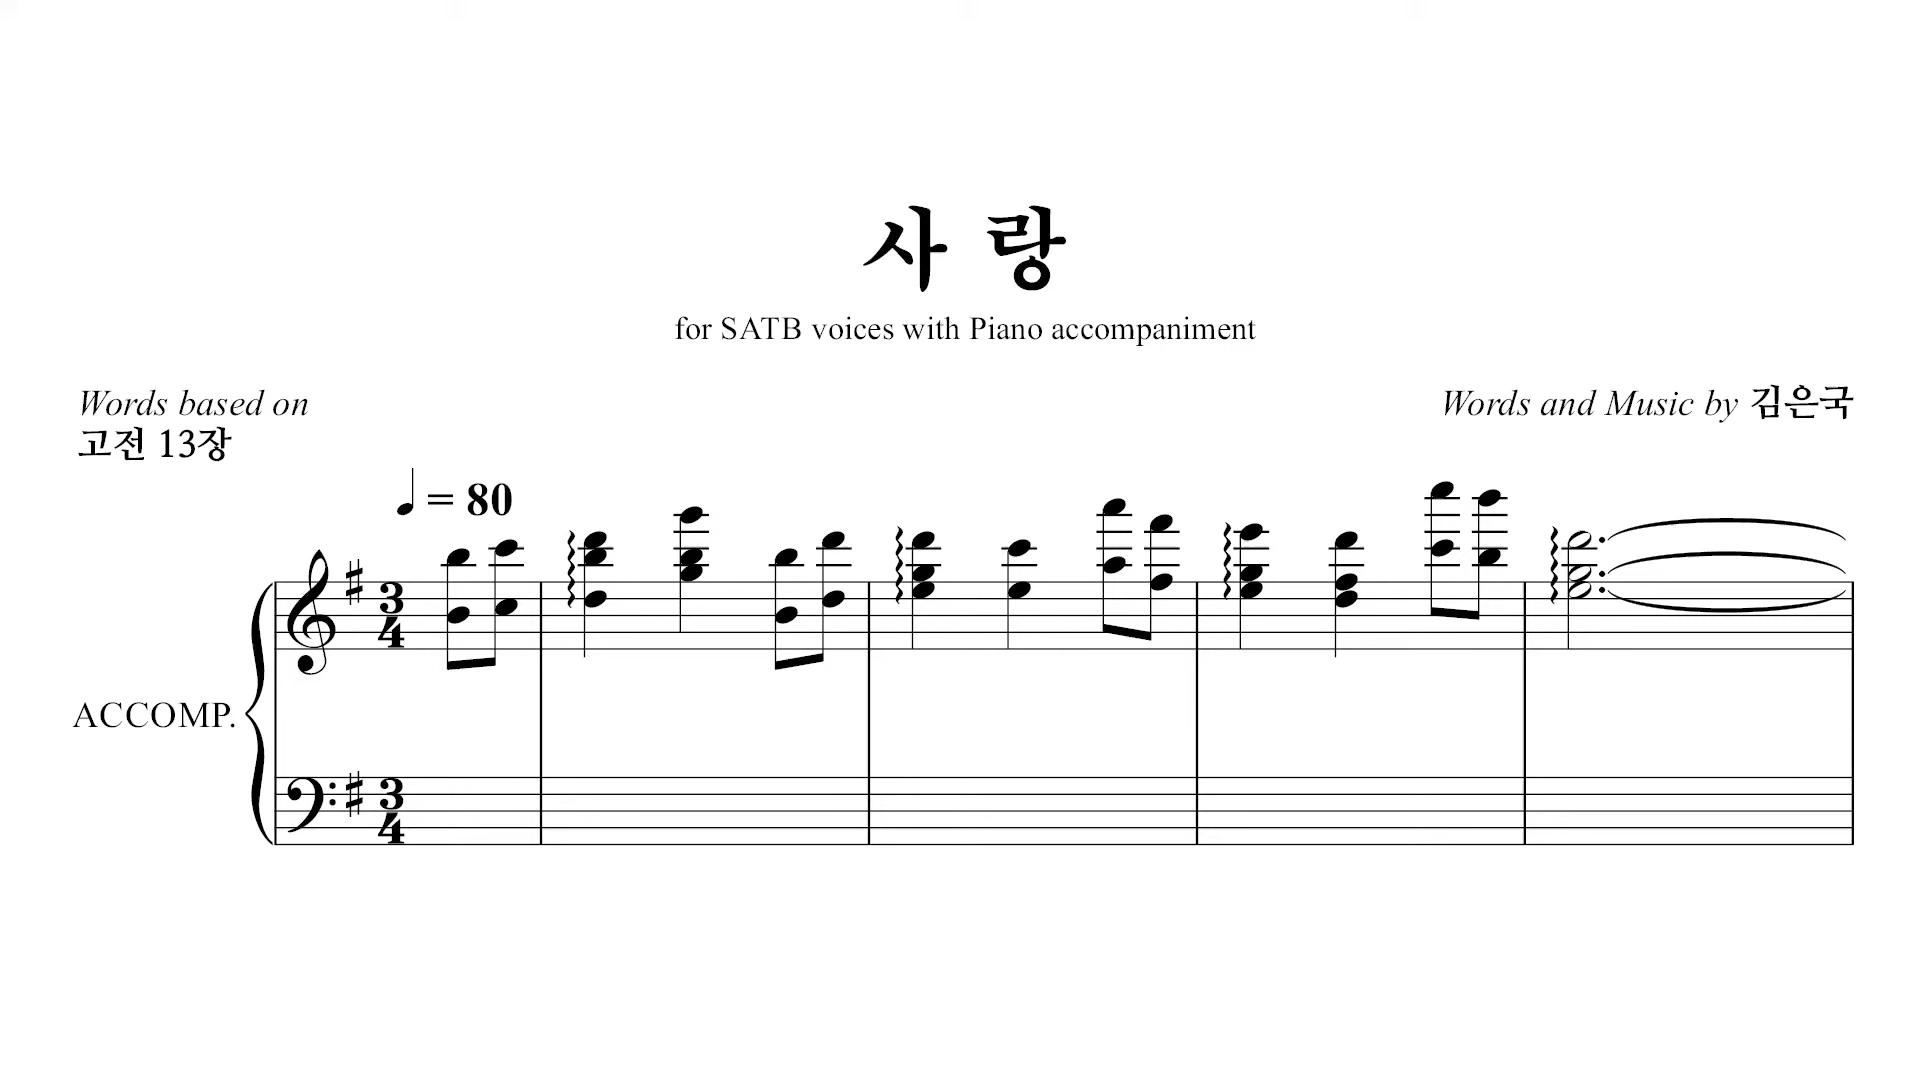 사 랑
for SATB voices with Piano accompaniment
Words based on
고전 13장
Words and Music by 김은국
♩ = 80
3
4
ACCOMP.
3
4